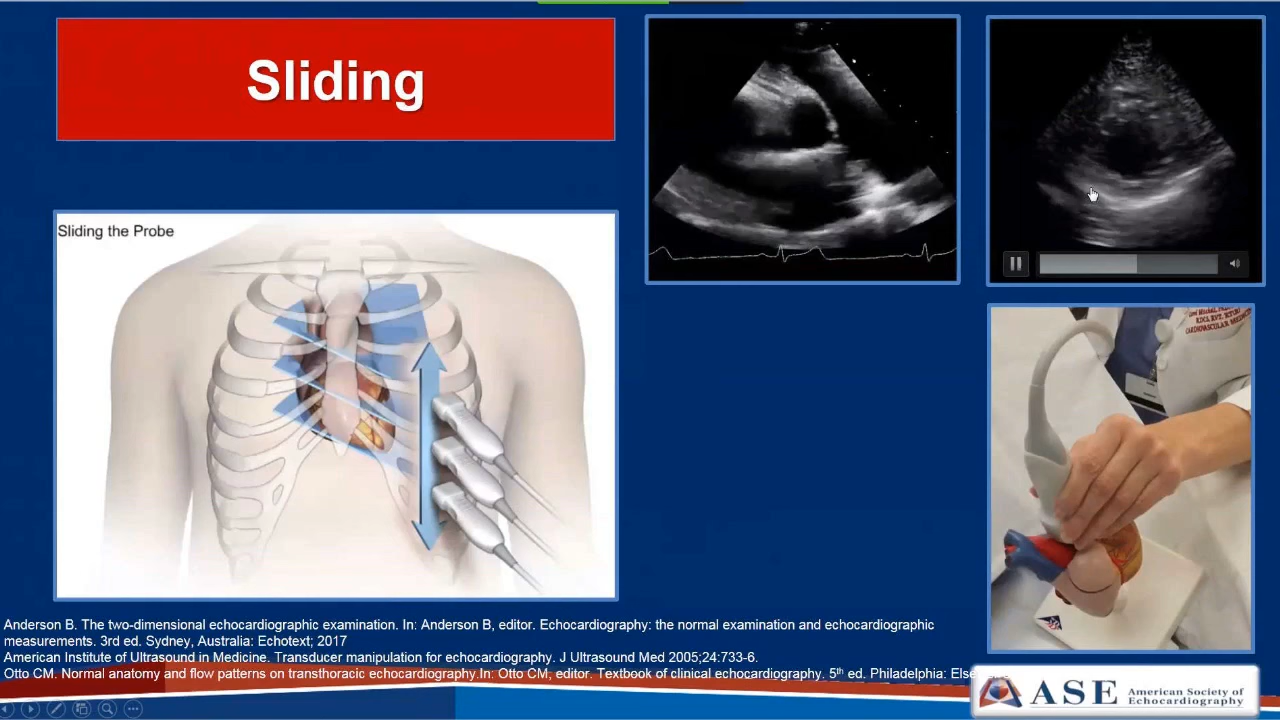 Sliding
Sliding the Probe
CARDIOVASCULAR
Anderson B. The two-dimensional echocardiographic examination. In: Anderson B, editor. Echocardiography: the normal examination and echocardiographic
measurements. 3rd ed. Sydney, Australia: Echotext; 2017
American Institute of Ultrasound in Medicine. Transducer manipulation for echocardiography. J Ultrasound Med 2005;24:733-6.
Otto CM. Normal anatomy and flow patterns on transthoracic echocardiography.In: Otto CM, editor. Textbook of clinical echocardiography. 5th ed. Philadelphia:
ASE
American Society of
Echocardiography